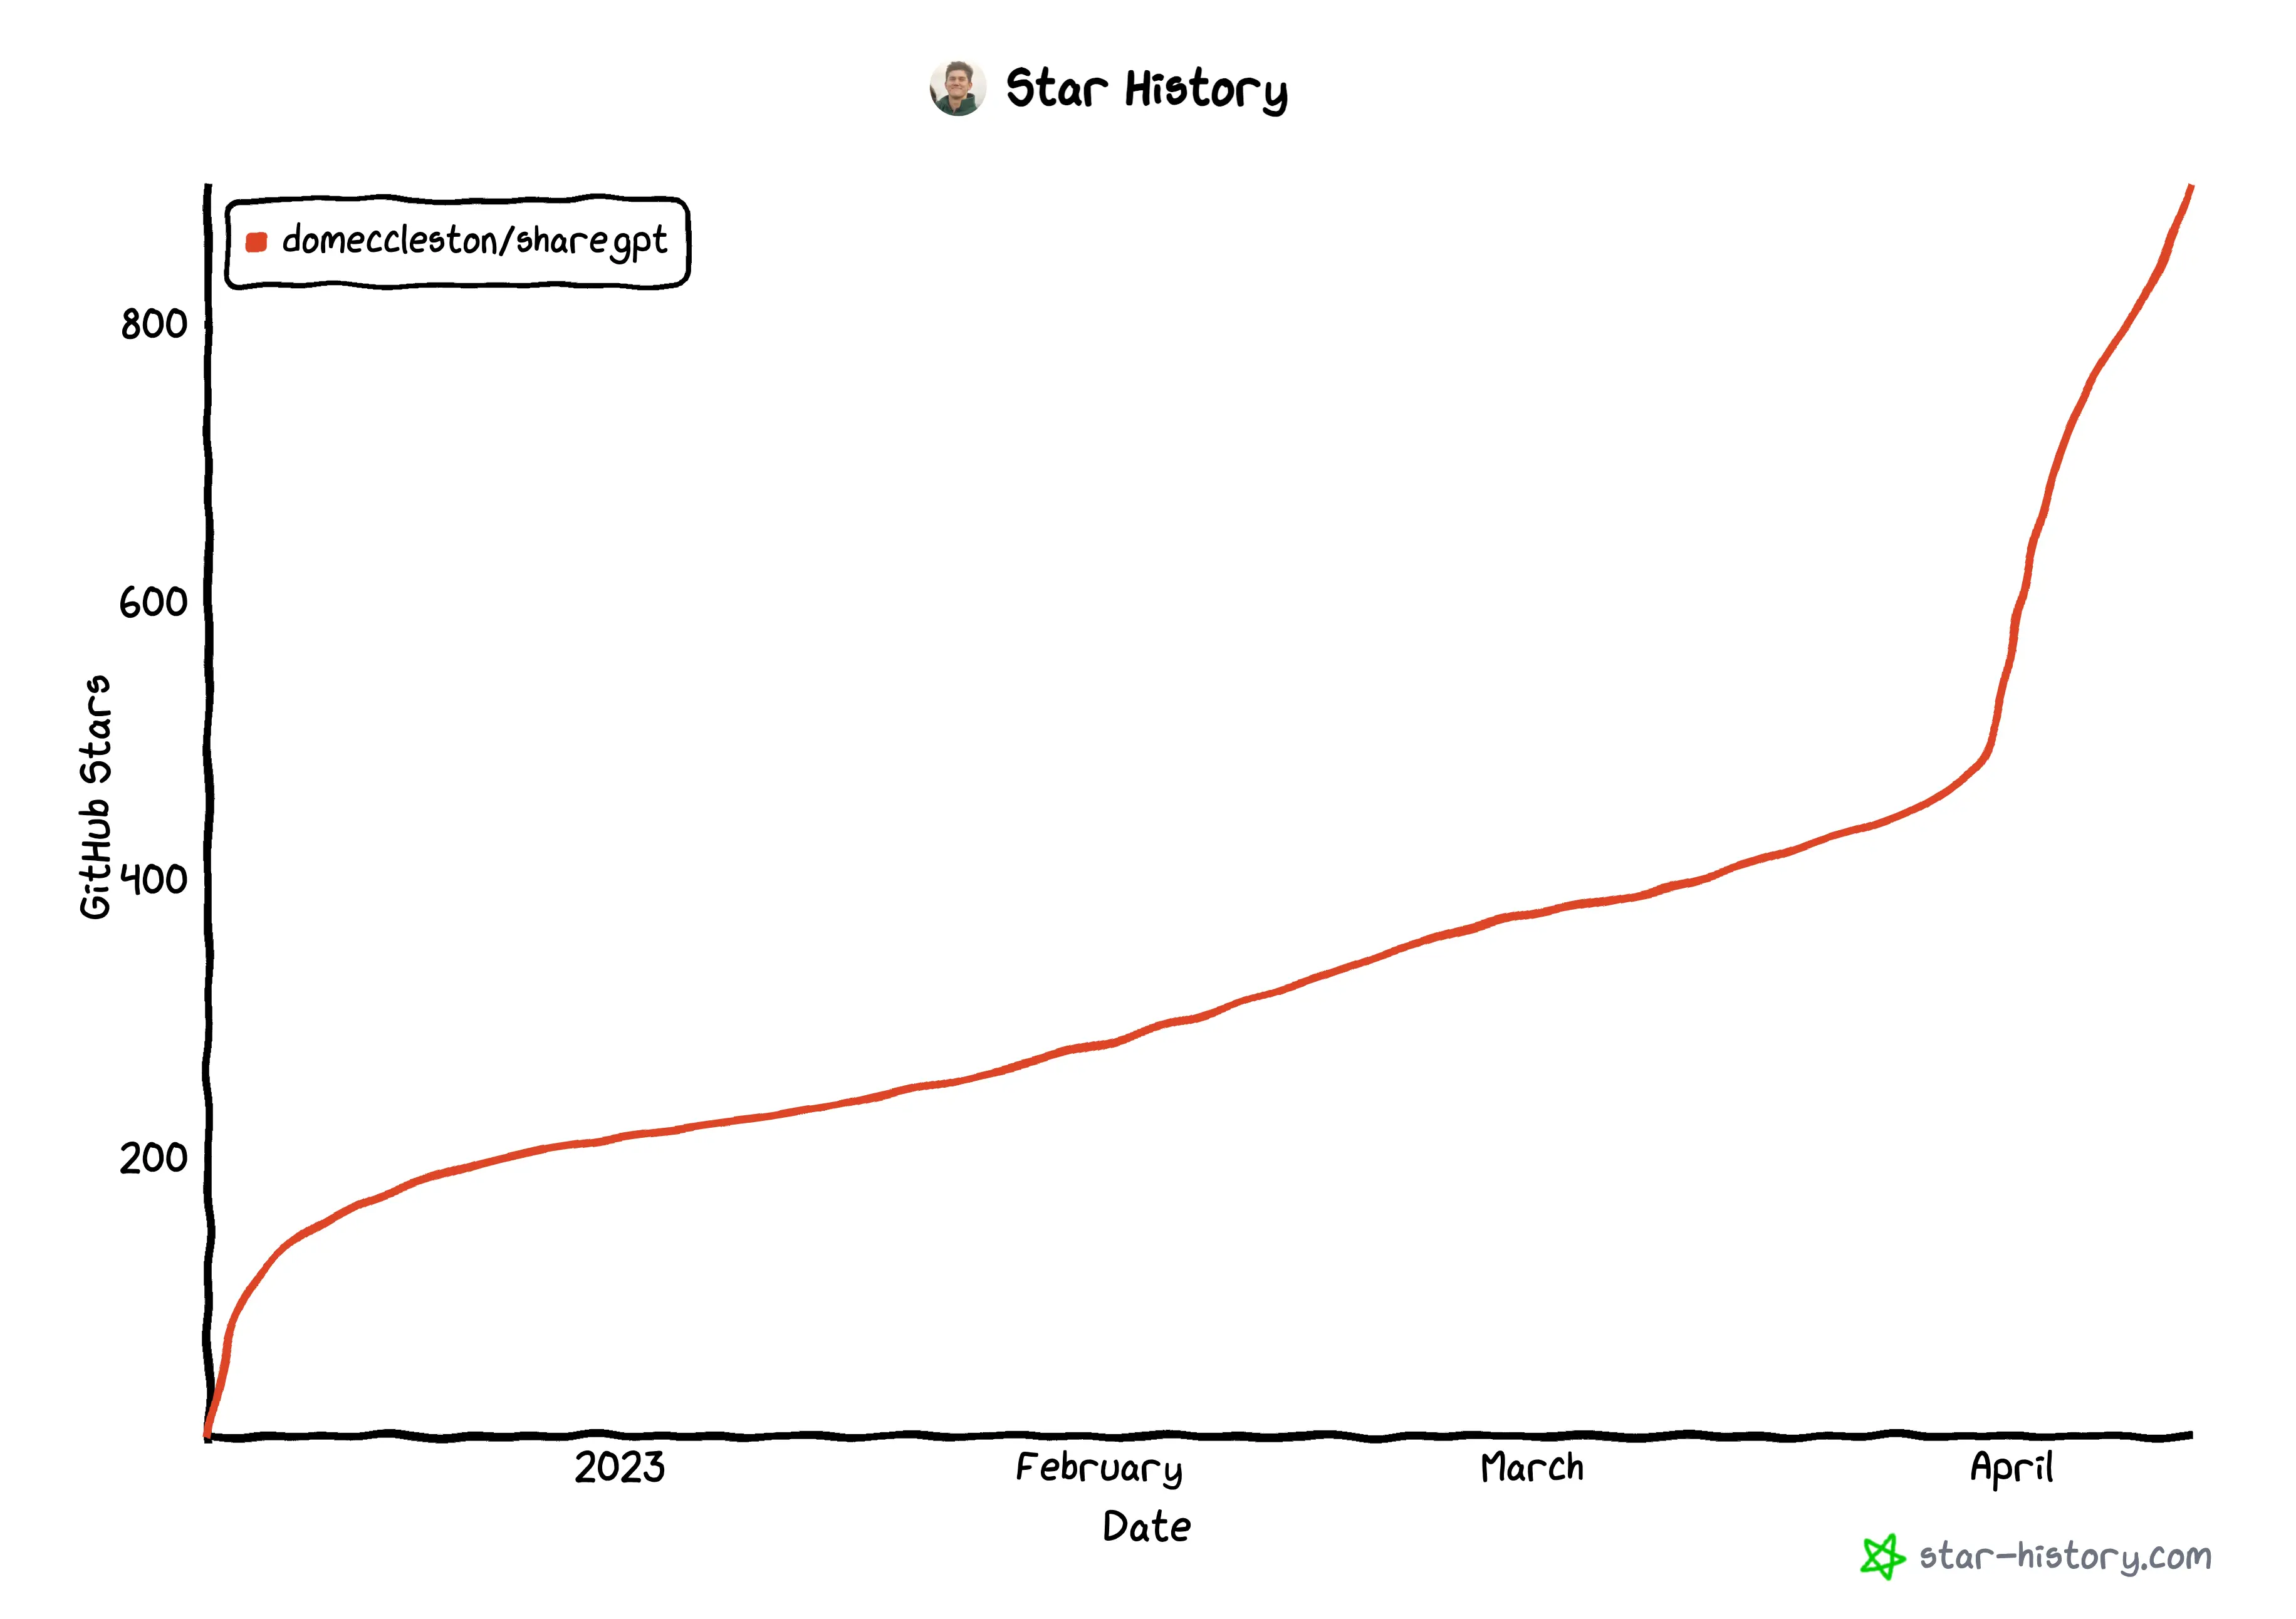 Star History
domeccleston/sharegpt
800
600
400
200
GitHub Stars
2023 February March April
Date
star-history.com